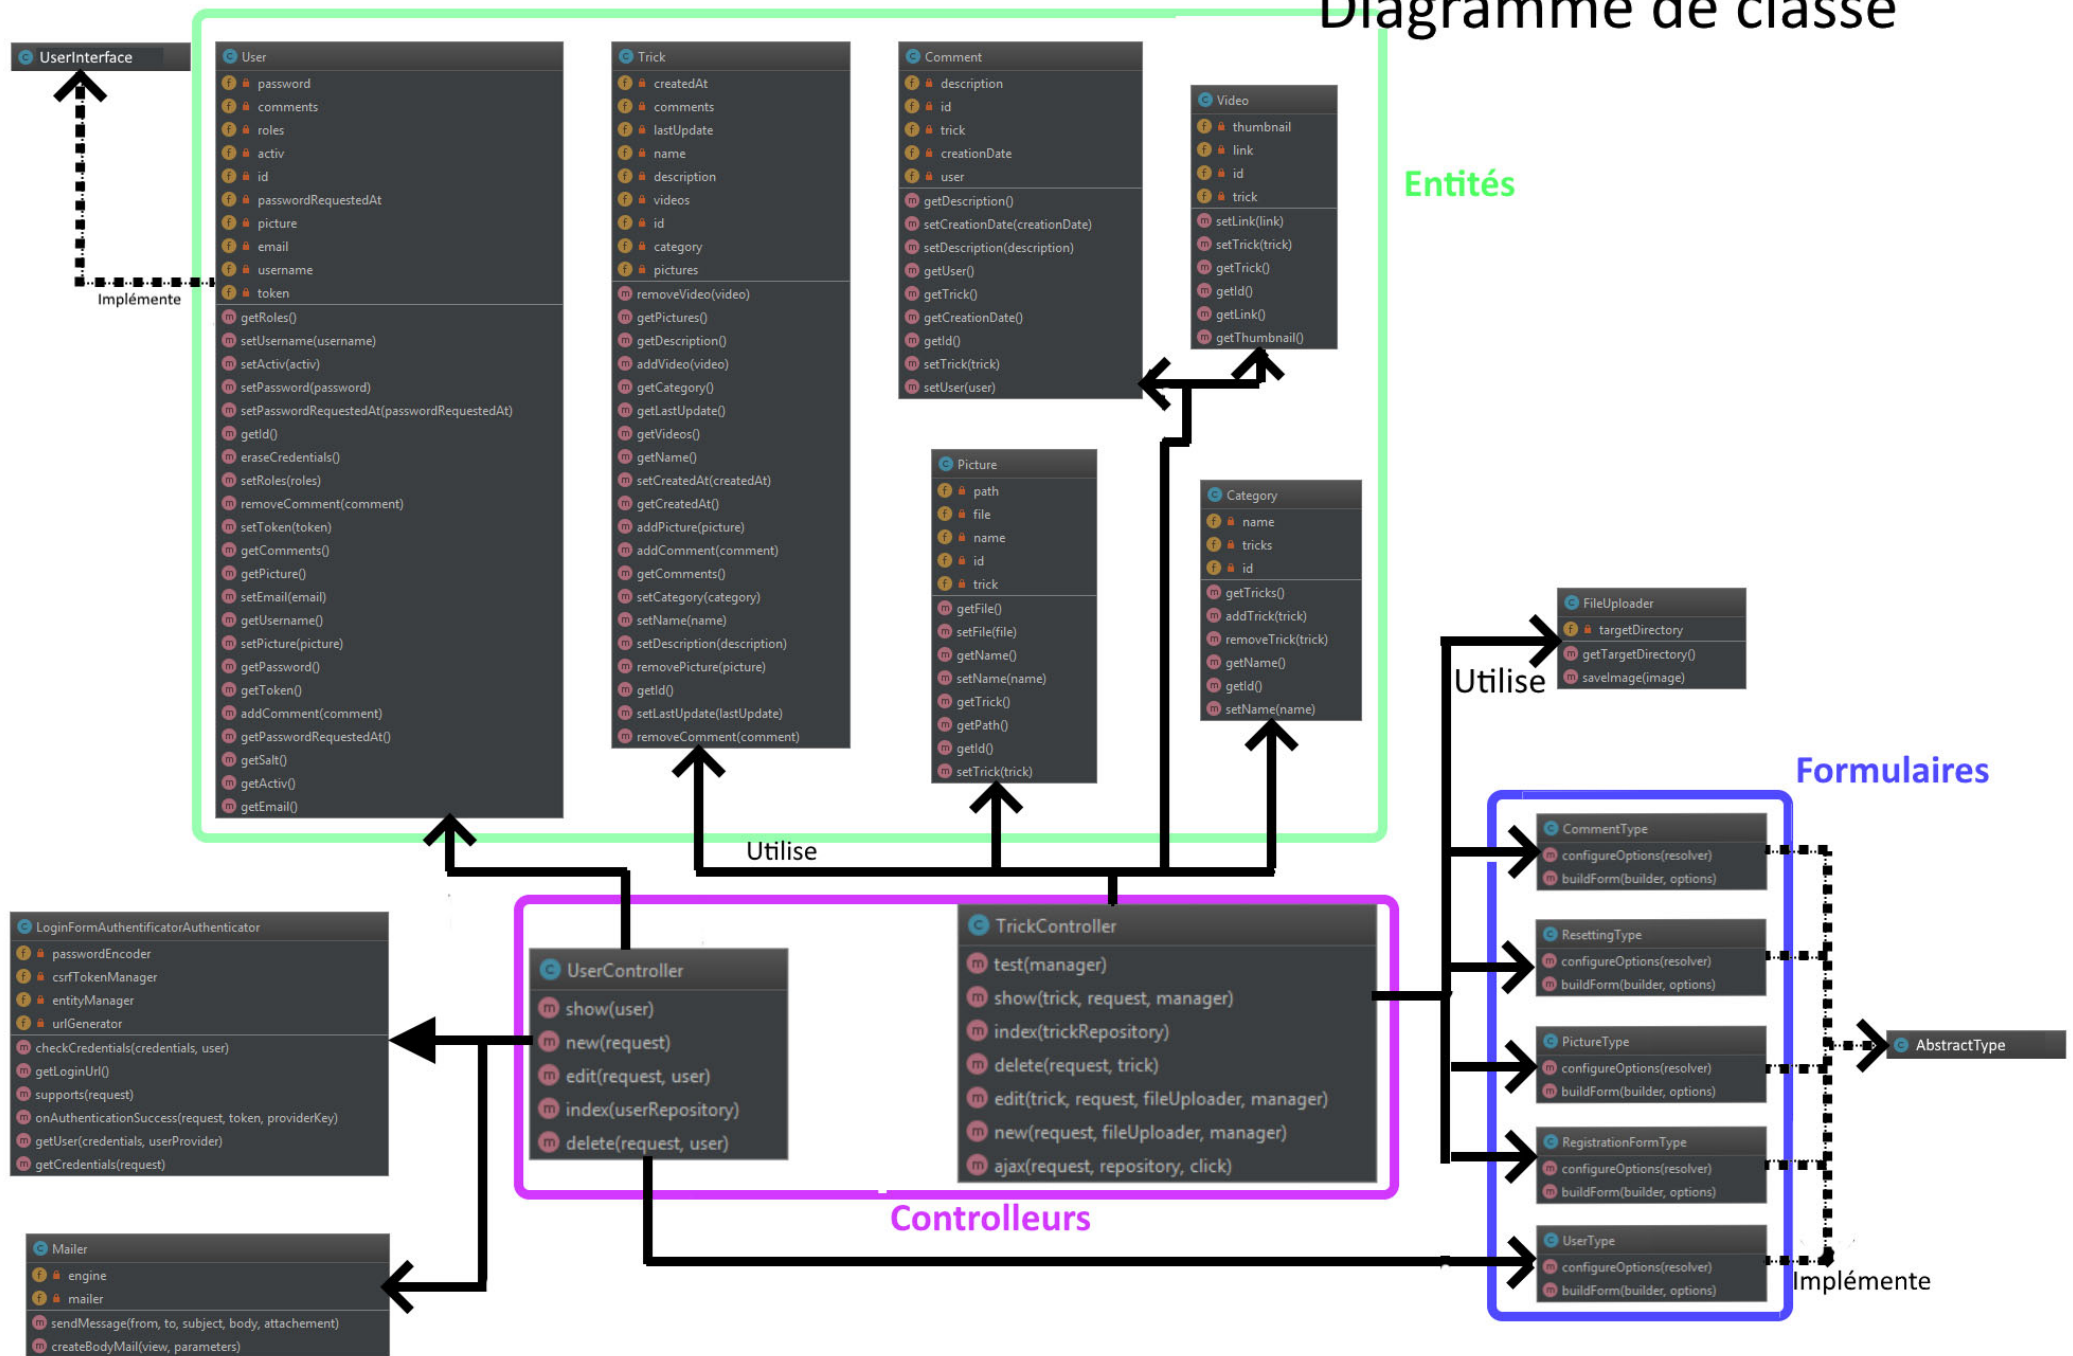 Diagramme de classe
UserInterface
Implémente
User
password
comments
roles
activ
id
passwordRequestedAt
picture
email
username
token
getRoles()
setUsername(username)
setActiv(activ)
setPassword(password)
setPasswordRequestedAt(passwordRequestedAt)
getId()
eraseCredentials()
setRoles(roles)
removeComment(comment)
setToken(token)
getComments()
getPicture()
setEmail(email)
getUsername()
setPicture(picture)
getPassword()
getToken()
addComment(comment)
getPasswordRequestedAt()
getSalt()
getActiv()
getEmail()
Trick
createdAt
comments
lastUpdate
name
description
videos
id
category
pictures
removeVideo(video)
getPictures()
getDescription()
addVideo(video)
getCategory()
getLastUpdate()
getVideos()
getName()
setCreatedAt(createdAt)
getCreatedAt()
addPicture(picture)
addComment(comment)
getComments()
setCategory(category)
setName(name)
setDescription(description)
removePicture(picture)
getId()
setLastUpdate(lastUpdate)
removeComment(comment)
Comment
description
id
trick
creationDate
user
getDescription()
setCreationDate(creationDate)
setDescription(description)
getUser()
getTrick()
getCreationDate()
getId()
setTrick(trick)
setUser(user)
Video
thumbnail
link
id
trick
setLink(link)
setTrick(trick)
getTrick()
getId()
getLink()
getThumbnail()
Entités
Picture
path
file
name
id
trick
getFile()
setFile(file)
getName()
setName(name)
getTrick()
getPath()
getId()
setTrick(trick)
Category
name
tricks
id
getTricks()
addTrick(trick)
removeTrick(trick)
getName()
getId()
setName(name)
FileUploader
targetDirectory
getTargetDirectory()
saveImage(image)
Utilise
Utilise
Formulaires
CommentType
configureOptions(resolver)
buildForm(builder, options)
ResettingType
configureOptions(resolver)
buildForm(builder, options)
PictureType
configureOptions(resolver)
buildForm(builder, options)
RegistrationFormType
configureOptions(resolver)
buildForm(builder, options)
UserType
configureOptions(resolver)
buildForm(builder, options)
AbstractType
Implémente
LoginFormAuthentificatorAuthenticator
passwordEncoder
csrfTokenManager
entityManager
urlGenerator
checkCredentials(credentials, user)
getLoginUrl()
supports(request)
onAuthenticationSuccess(request, token, providerKey)
getUser(credentials, userProvider)
getCredentials(request)
UserController
show(user)
new(request)
edit(request, user)
index(userRepository)
delete(request, user)
TrickController
test(manager)
show(trick, request, manager)
index(trickRepository)
delete(request, trick)
edit(trick, request, fileUploader, manager)
new(request, fileUploader, manager)
ajax(request, repository, click)
Controlleurs
Mailer
engine
mailer
sendMessage(from, to, subject, body, attachement)
createBodyMail(view, parameters)